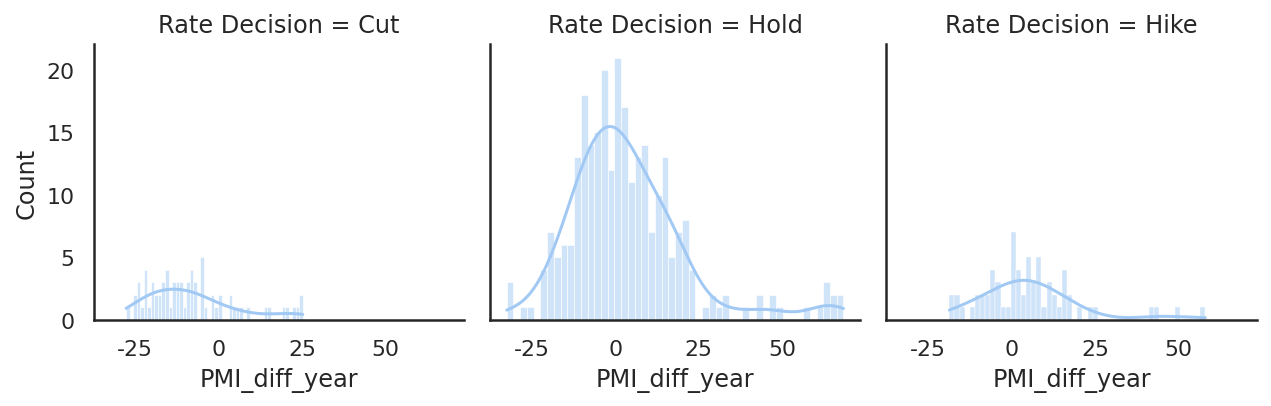 Rate Decision = Cut
Rate Decision = Hold
Rate Decision = Hike
Count
20
15
10
5
0
-25 0 25 50
-25 0 25 50
-25 0 25 50
PMI_diff_year
PMI_diff_year
PMI_diff_year